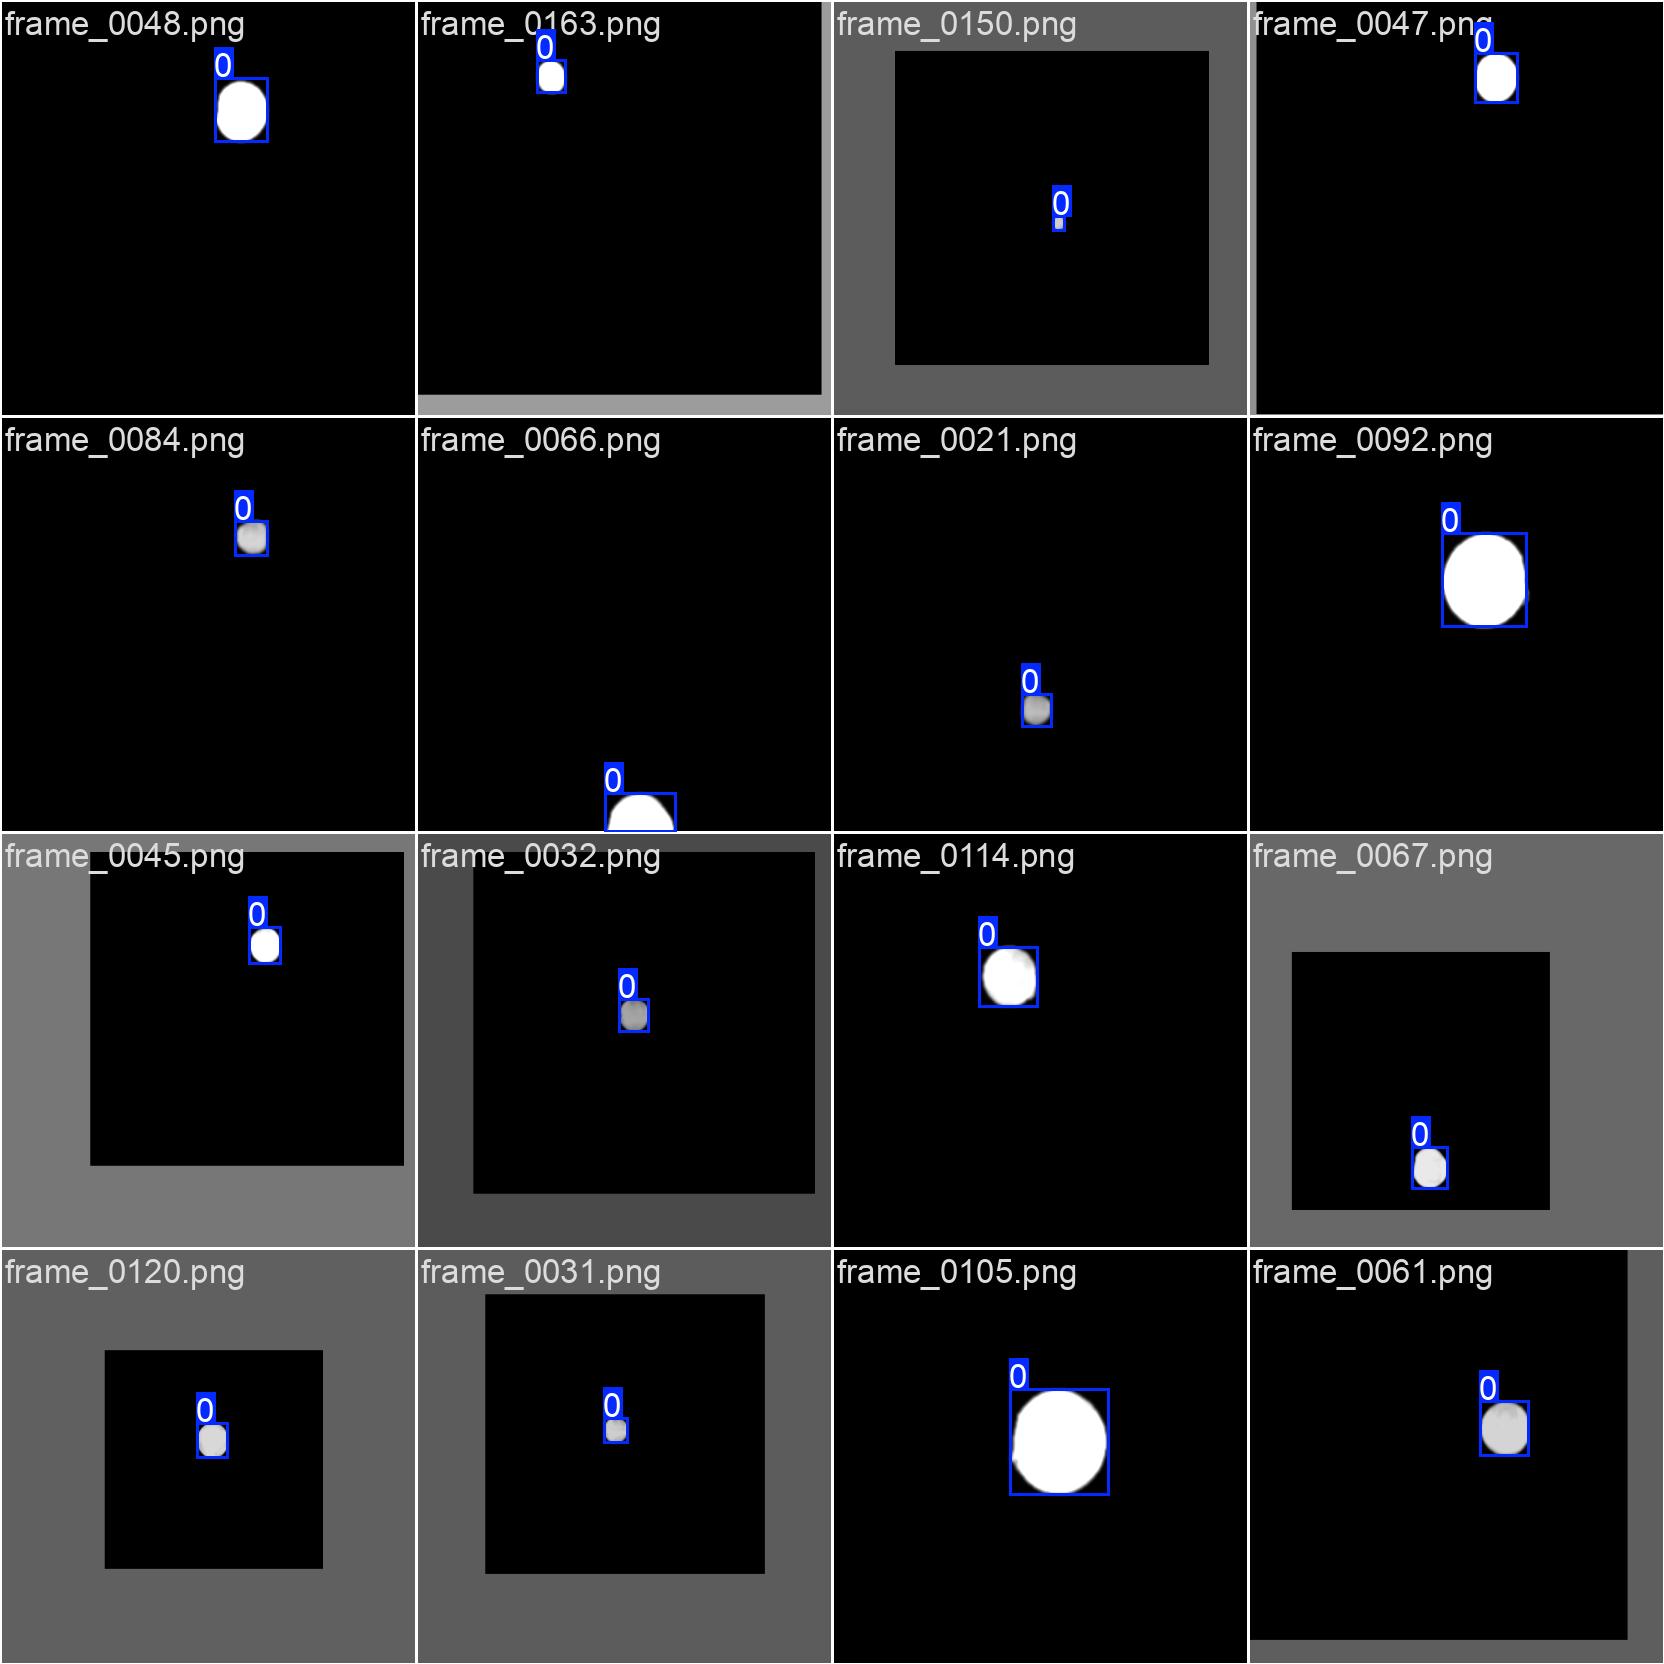 frame_0048.png
0
frame_0163.png
0
frame_0150.png
0
frame_0047.png
0
frame_0084.png
0
frame_0066.png
0
frame_0021.png
0
frame_0092.png
0
frame_0045.png
0
frame_0032.png
0
frame_0114.png
0
frame_0067.png
0
frame_0120.png
0
frame_0031.png
0
frame_0105.png
0
frame_0061.png
0